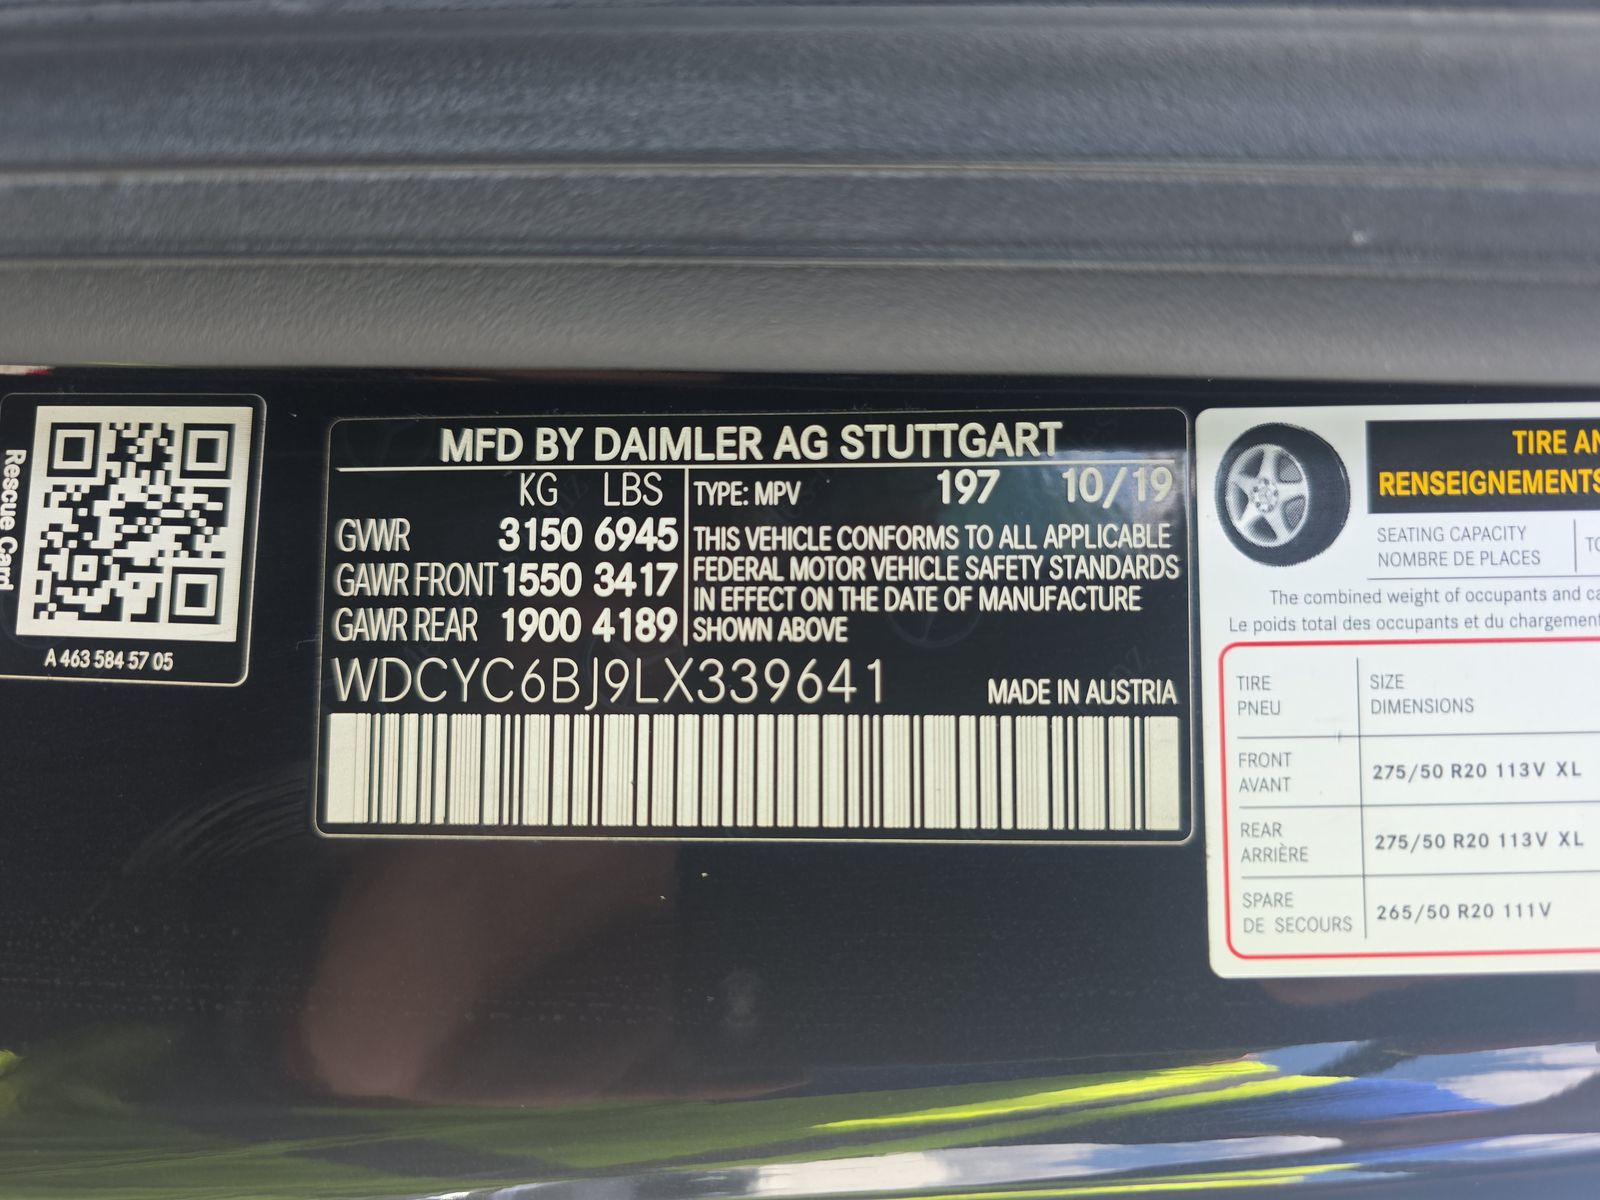 Rescue Card
A 463 584 57 05
MFD BY DAIMLER AG STUTTGART
KG LBS
GVWR 3150 6945
GAWR FRONT 1550 3417
GAWR REAR 1900 4189
TYPE: MPV 197 10/19
THIS VEHICLE CONFORMS TO ALL APPLICABLE
FEDERAL MOTOR VEHICLE SAFETY STANDARDS
IN EFFECT ON THE DATE OF MANUFACTURE
SHOWN ABOVE
WDCYC6BJ9LX339641
MADE IN AUSTRIA
TIRE
RENSEIGNEMENTS
SEATING CAPACITY
NOMBRE DE PLACES
The combined weight of occupants and
Le poids total des occupants et du chargement
TIRE SIZE
PNEU DIMENSIONS
FRONT
AVANT
275/50 R20 113V XL
REAR
ARRIÈRE
275/50 R20 113V XL
SPARE
DE SECOURS
265/50 R20 111V